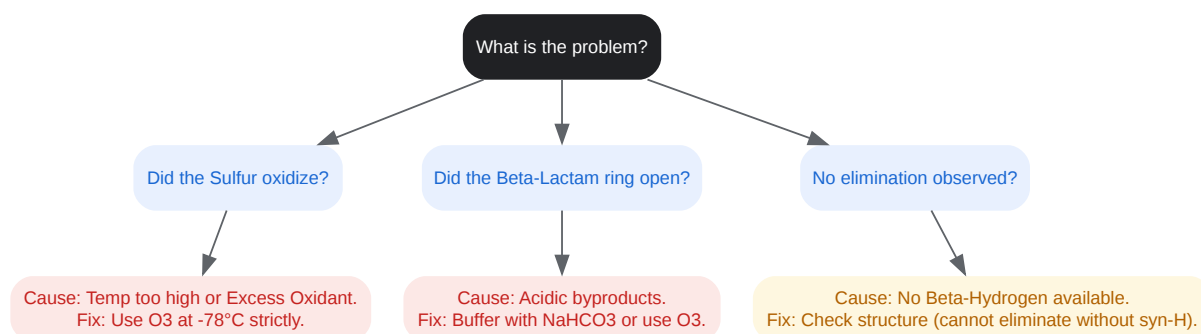 What is the problem?
Did the Sulfur oxidize?
Did the Beta-Lactam ring open?
No elimination observed?
Cause: Temp too high or Excess Oxidant.
Fix: Use O3 at -78°C strictly.
Cause: Acidic byproducts.
Fix: Buffer with NaHCO3 or use O3.
Cause: No Beta-Hydrogen available.
Fix: Check structure (cannot eliminate without syn-H).